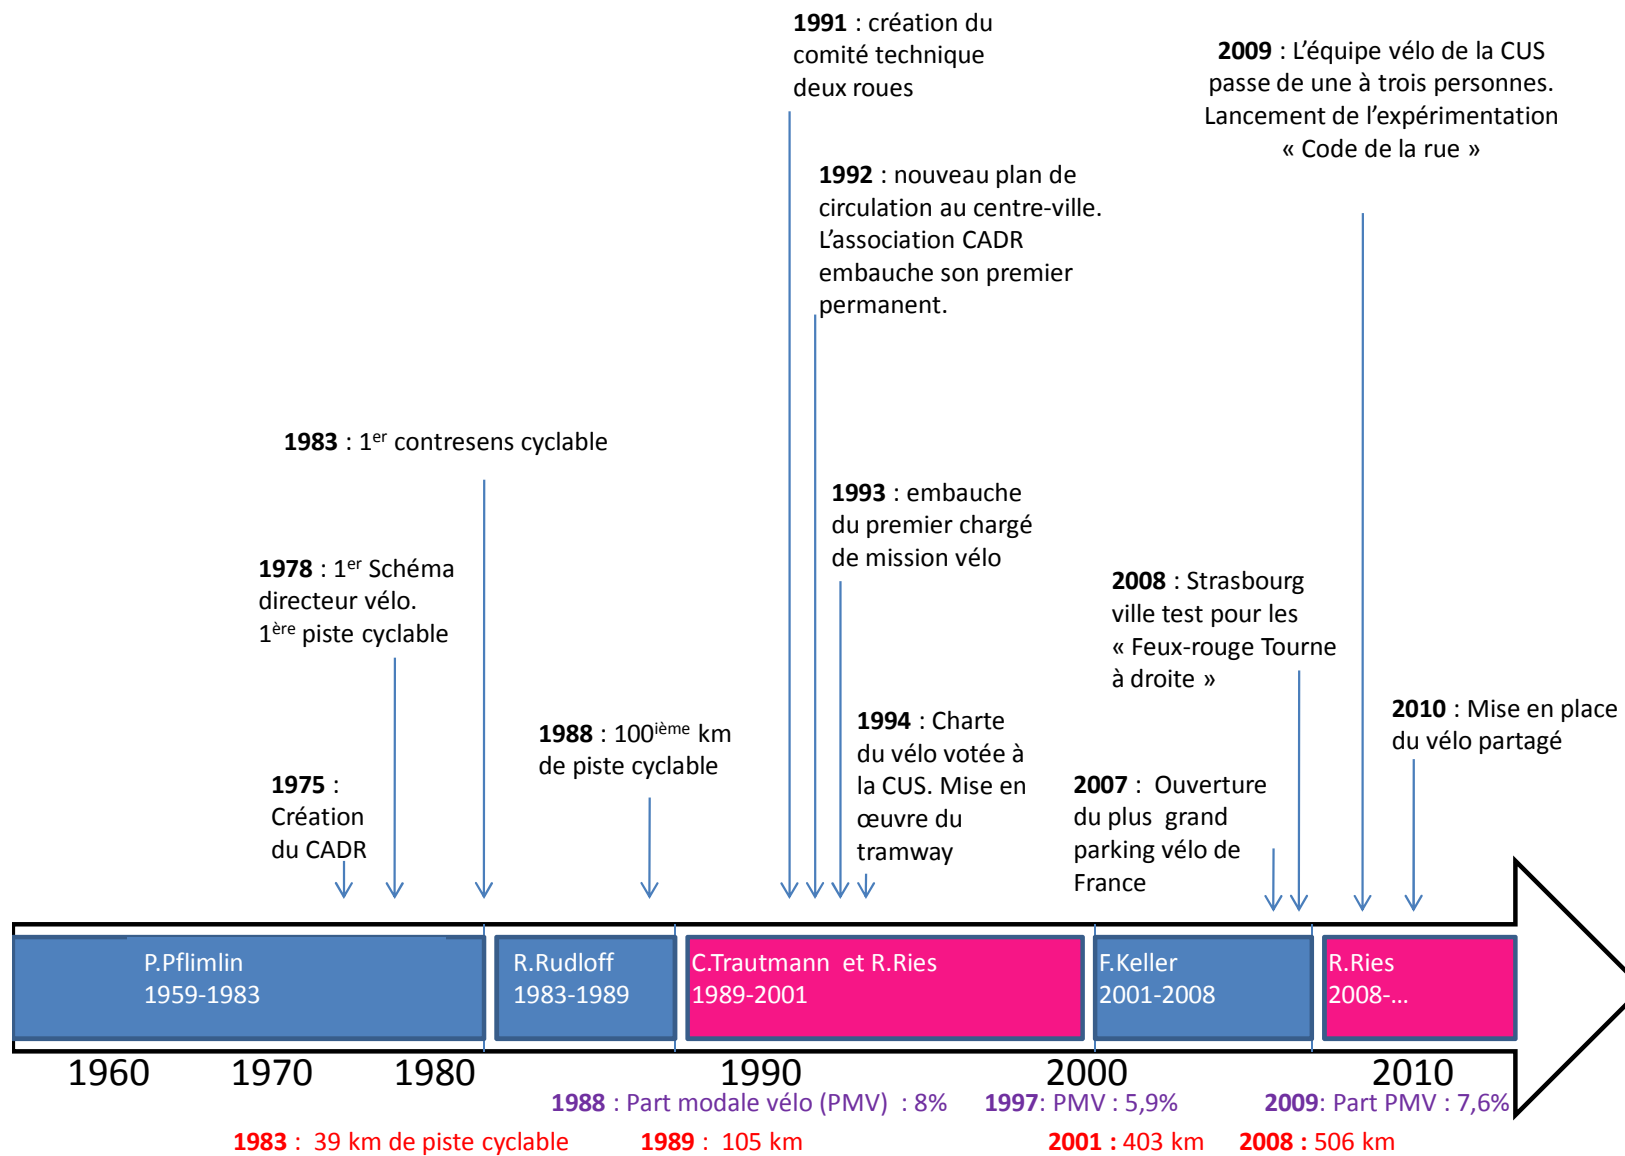 1991 : création du
comité technique
deux roues
2009 : L’équipe vélo de la CUS
passe de une à trois personnes.
Lancement de l’expérimentation
« Code de la rue »
1992 : nouveau plan de
circulation au centre-ville.
L’association CADR
embauche son premier
permanent.
1983 : 1er contresens cyclable
1993 : embauche
du premier chargé
de mission vélo
1978 : 1er Schéma
directeur vélo.
1ère piste cyclable
2008 : Strasbourg
ville test pour les
« Feux-rouge Tourne
à droite »
1988 : 100ième km
de piste cyclable
1994 : Charte
du vélo votée à
la CUS. Mise en
œuvre du
tramway
2010 : Mise en place
du vélo partagé
1975 :
Création
du CADR
2007 : Ouverture
du plus grand
parking vélo de
France
P.Pflimlin
1959-1983
R.Rudloff
1983-1989
C.Trautmann et R.Ries
1989-2001
F.Keller
2001-2008
R.Ries
2008-...
1960 1970 1980 1990 2000 2010
1988 : Part modale vélo (PMV) : 8% 1997: PMV : 5,9% 2009: Part PMV : 7,6%
1983 : 39 km de piste cyclable 1989 : 105 km 2001 : 403 km 2008 : 506 km